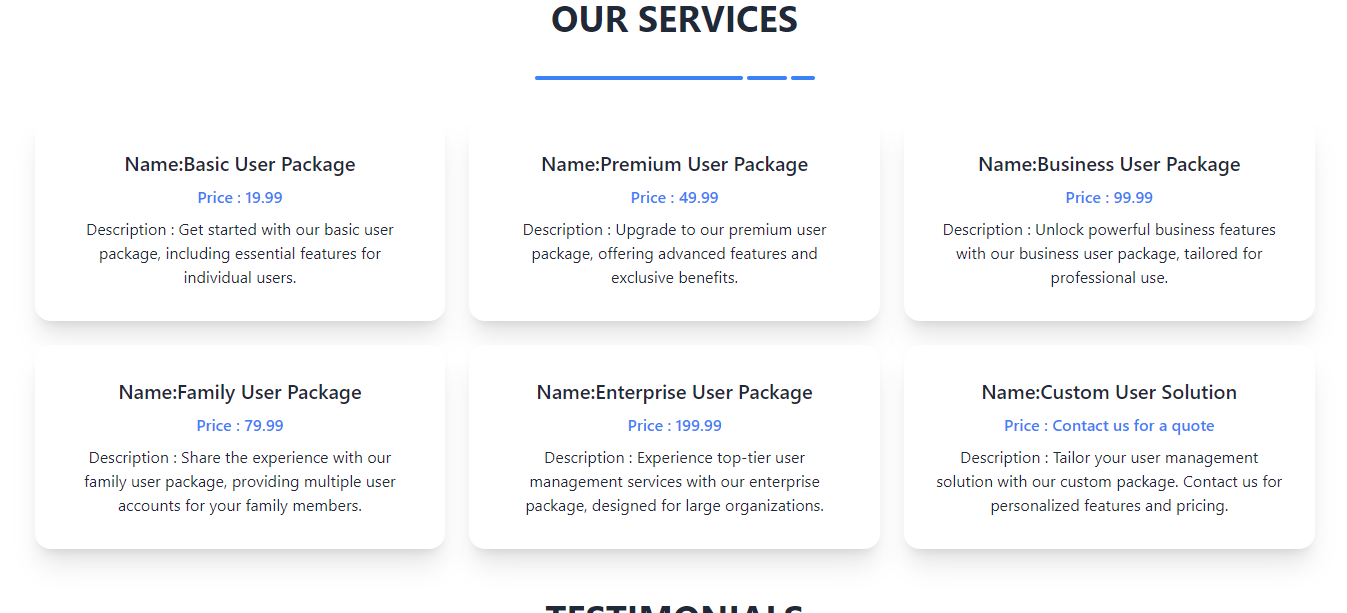 OUR SERVICES
Name:Basic User Package
Price : 19.99
Description : Get started with our basic user
package, including essential features for
individual users.
Name:Premium User Package
Price : 49.99
Description : Upgrade to our premium user
package, offering advanced features and
exclusive benefits.
Name:Business User Package
Price : 99.99
Description : Unlock powerful business features
with our business user package, tailored for
professional use.
Name:Family User Package
Price : 79.99
Description : Share the experience with our
family user package, providing multiple user
accounts for your family members.
Name:Enterprise User Package
Price : 199.99
Description : Experience top-tier user
management services with our enterprise
package, designed for large organizations.
Name:Custom User Solution
Price : Contact us for a quote
Description : Tailor your user management
solution with our custom package. Contact us for
personalized features and pricing.
TESTIMONIALS